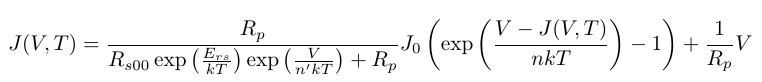 J(V,T) = \frac{R_p}{R_{s00} \exp\left(\frac{E_{rs}}{kT}\right) \exp\left(\frac{V}{n'kT}\right) + R_p} J_0 \left( \exp\left( \frac{V - J(V,T)}{nkT} \right) - 1 \right) + \frac{1}{R_p} V